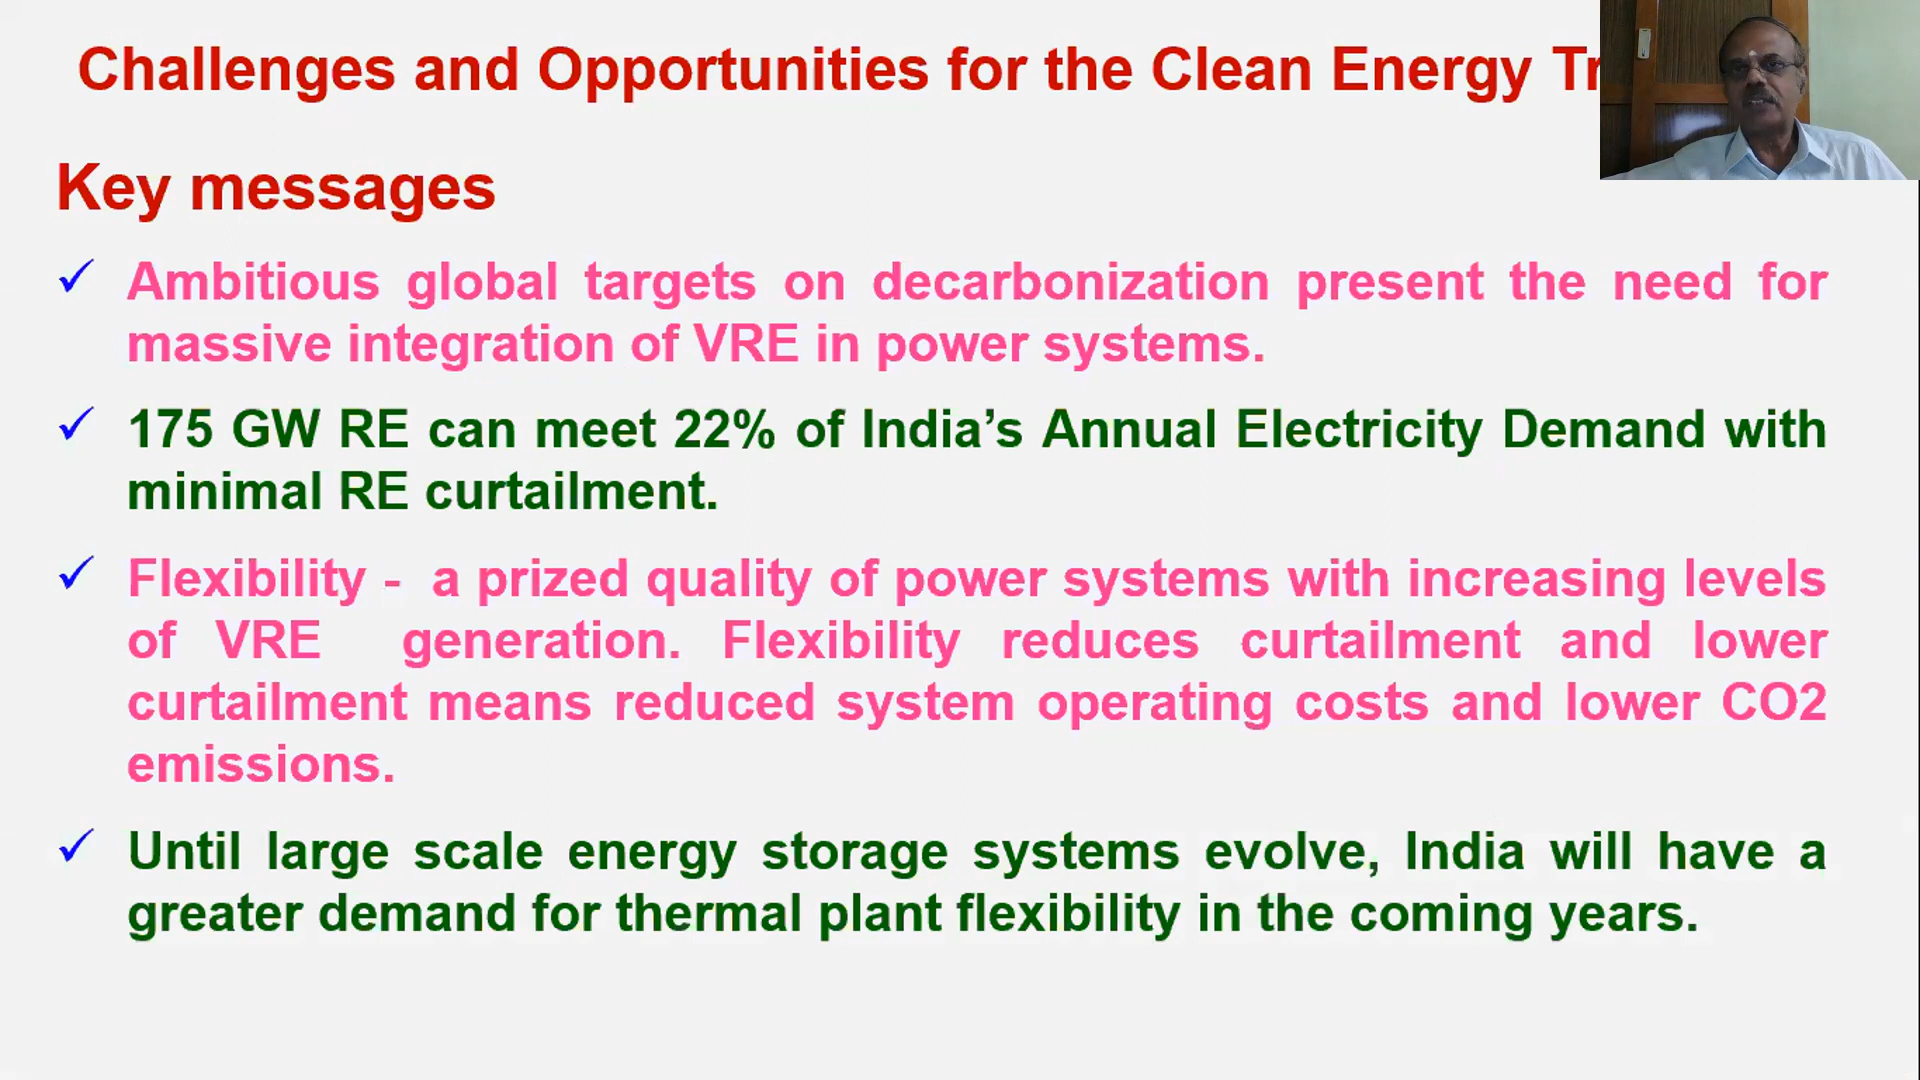 Challenges and Opportunities for the Clean Energy
Key messages
✓ Ambitious global targets on decarbonization present the need for
massive integration of VRE in power systems.
✓ 175 GW RE can meet 22% of India’s Annual Electricity Demand with
minimal RE curtailment.
✓ Flexibility - a prized quality of power systems with increasing levels
of VRE generation. Flexibility reduces curtailment and lower
curtailment means reduced system operating costs and lower CO2
emissions.
✓ Until large scale energy storage systems evolve, India will have a
greater demand for thermal plant flexibility in the coming years.